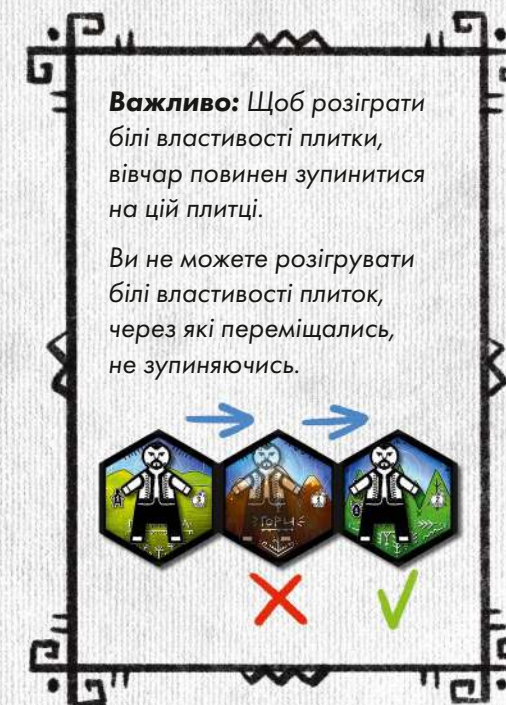 Важливо: Щоб розіграти
білі властивості плитки,
вівчар повинен зупинитися
на цій плитці.
Ви не можете розігрувати
білі властивості плиток,
через які переміщались,
не зупиняючись.